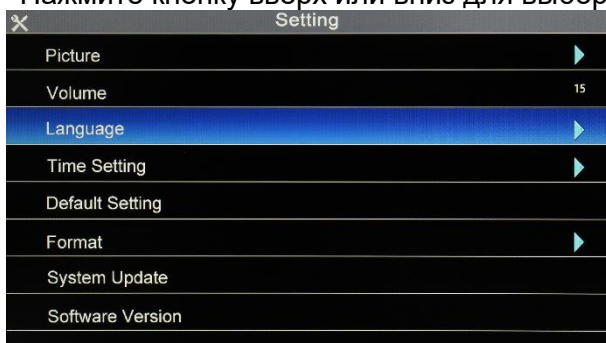 Нажмите кнопку вверх или вниз для выбор
Setting
Picture
Volume 15
Language
Time Setting
Default Setting
Format
System Update
Software Version